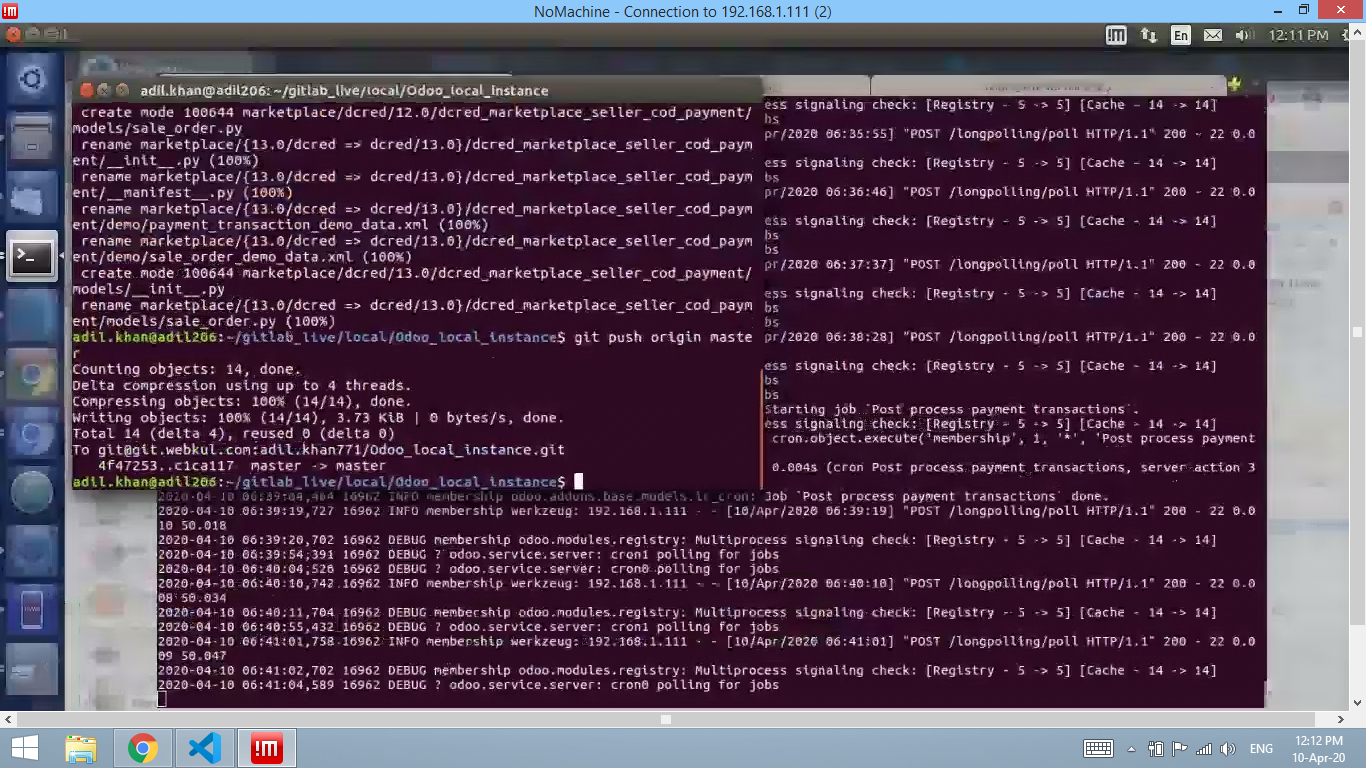 NoMachine - Connection to 192.168.1.111 (2)
En
12:11 PM
adil.khan@adil206: ~/gitlab_live/local/Odoo_local_instance
create mode 100644 marketplace/dcred/12.0/dcred_marketplace_seller_cod_payment/
models/sale_order.py
rename marketplace/{13.0/dcred => dcred/13.0}/dcred_marketplace_seller_cod_paym
ent/__init__.py (100%)
rename marketplace/{13.0/dcred => dcred/13.0}/dcred_marketplace_seller_cod_paym
ent/__manifest__.py (100%)
rename marketplace/{13.0/dcred => dcred/13.0}/dcred_marketplace_seller_cod_paym
ent/demo/payment_transaction_demo_data.xml (100%)
rename marketplace/{13.0/dcred => dcred/13.0}/dcred_marketplace_seller_cod_paym
ent/demo/sale_order_demo_data.xml (100%)
create mode 100644 marketplace/dcred/13.0/dcred_marketplace_seller_cod_payment/
models/__init__.py
rename marketplace/{13.0/dcred => dcred/13.0}/dcred_marketplace_seller_cod_paym
ent/models/sale_order.py (100%)
adil.khan@adil206:~/gitlab_live/local/Odoo_local_instance$ git push origin maste
r
Counting objects: 14, done.
Delta compression using up to 4 threads.
Compressing objects: 100% (14/14), done.
Writing objects: 100% (14/14), 3.73 KiB | 0 bytes/s, done.
Total 14 (delta 4), reused 0 (delta 0)
To git@git.webkul.com:adil.khan771/Odoo_local_instance.git
4f47253..c1ca117 master -> master
adil.khan@adil206:~/gitlab_live/local/Odoo_local_instance$
ess signaling check: [Registry - 5 -> 5] [Cache - 14 -> 14]
bs
pr/2020 06:35:55] "POST /longpolling/poll HTTP/1.1" 200 - 22 0.0
ess signaling check: [Registry - 5 -> 5] [Cache - 14 -> 14]
bs
pr/2020 06:36:46] "POST /longpolling/poll HTTP/1.1" 200 - 22 0.0
ess signaling check: [Registry - 5 -> 5] [Cache - 14 -> 14]
bs
pr/2020 06:37:37] "POST /longpolling/poll HTTP/1.1" 200 - 22 0.0
ess signaling check: [Registry - 5 -> 5] [Cache - 14 -> 14]
bs
bs
pr/2020 06:38:28] "POST /longpolling/poll HTTP/1.1" 200 - 22 0.0
ess signaling check: [Registry - 5 -> 5] [Cache - 14 -> 14]
bs
bs
Starting job `Post process payment transactions`.
ess signaling check: [Registry - 5 -> 5] [Cache - 14 -> 14]
cron.object.execute('membership', 1, '*', 'Post process payment
0.004s (cron Post process payment transactions, server action 3
2020-04-10 06:39:04,404 16962 INFO membership odoo.addons.base.models.ir_cron: Job `Post process payment transactions` done.
2020-04-10 06:39:19,727 16962 INFO membership werkzeug: 192.168.1.111 - - [10/Apr/2020 06:39:19] "POST /longpolling/poll HTTP/1.1" 200 - 22 0.0
10 50.018
2020-04-10 06:39:20,702 16962 DEBUG membership odoo.modules.registry: Multiprocess signaling check: [Registry - 5 -> 5] [Cache - 14 -> 14]
2020-04-10 06:39:54,391 16962 DEBUG ? odoo.service.server: cron1 polling for jobs
2020-04-10 06:40:04,526 16962 DEBUG ? odoo.service.server: cron0 polling for jobs
2020-04-10 06:40:10,742 16962 INFO membership werkzeug: 192.168.1.111 - - [10/Apr/2020 06:40:10] "POST /longpolling/poll HTTP/1.1" 200 - 22 0.0
08 50.034
2020-04-10 06:40:11,704 16962 DEBUG membership odoo.modules.registry: Multiprocess signaling check: [Registry - 5 -> 5] [Cache - 14 -> 14]
2020-04-10 06:40:55,432 16962 DEBUG ? odoo.service.server: cron1 polling for jobs
2020-04-10 06:41:01,758 16962 INFO membership werkzeug: 192.168.1.111 - - [10/Apr/2020 06:41:01] "POST /longpolling/poll HTTP/1.1" 200 - 22 0.0
09 50.047
2020-04-10 06:41:02,702 16962 DEBUG membership odoo.modules.registry: Multiprocess signaling check: [Registry - 5 -> 5] [Cache - 14 -> 14]
2020-04-10 06:41:04,589 16962 DEBUG ? odoo.service.server: cron0 polling for jobs
ENG
12:12 PM
10-Apr-20